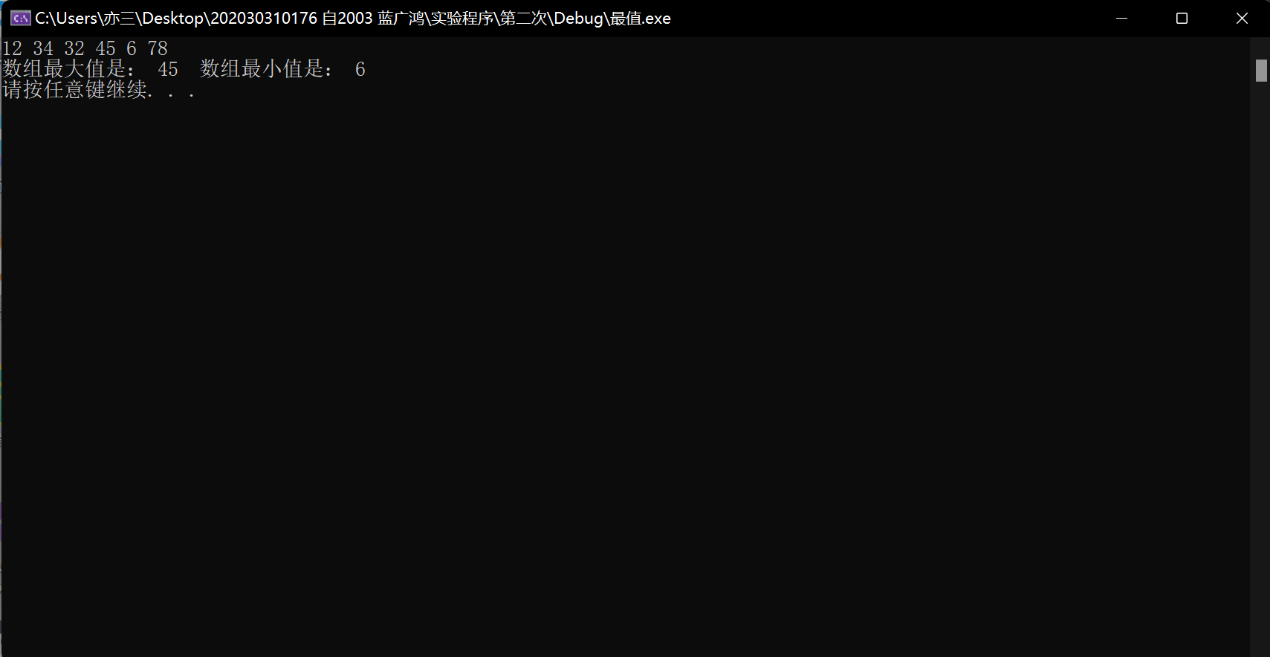 C:\Users\亦三\Desktop\202030310176 自2003 蓝广鸿\实验程序\第二次\Debug\最值.exe
12 34 32 45 6 78
数组最大值是： 45  数组最小值是： 6
请按任意键继续. . .